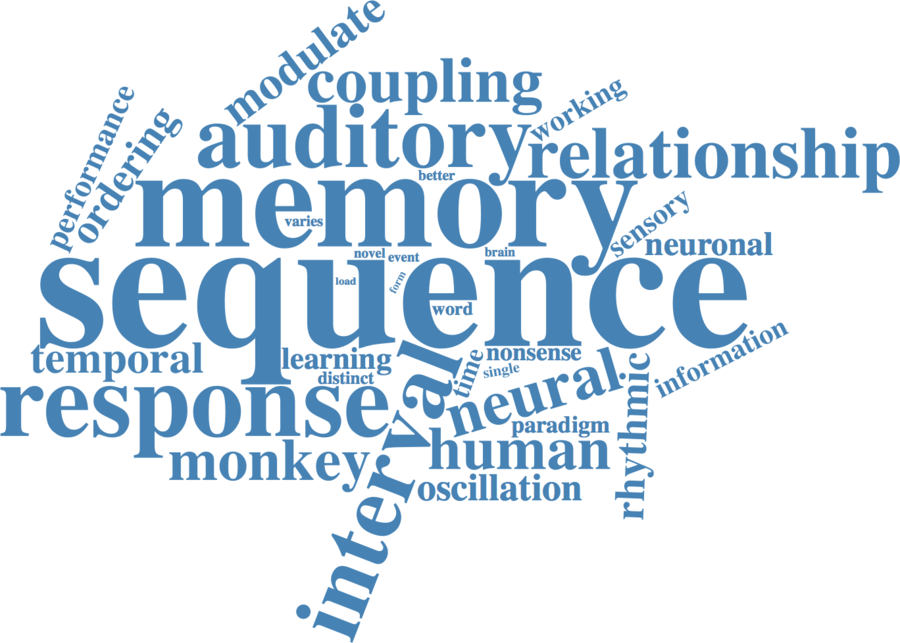 modulate
coupling
performance
ordering
working
auditory
relationship
better
memory
varies
sensory
neuronal
novel
event
brain
sequence
load
form
word
temporal
learning
time
nonsense
information
distinct
single
response
interval
neural
rhythmic
paradigm
monkey
human
oscillation